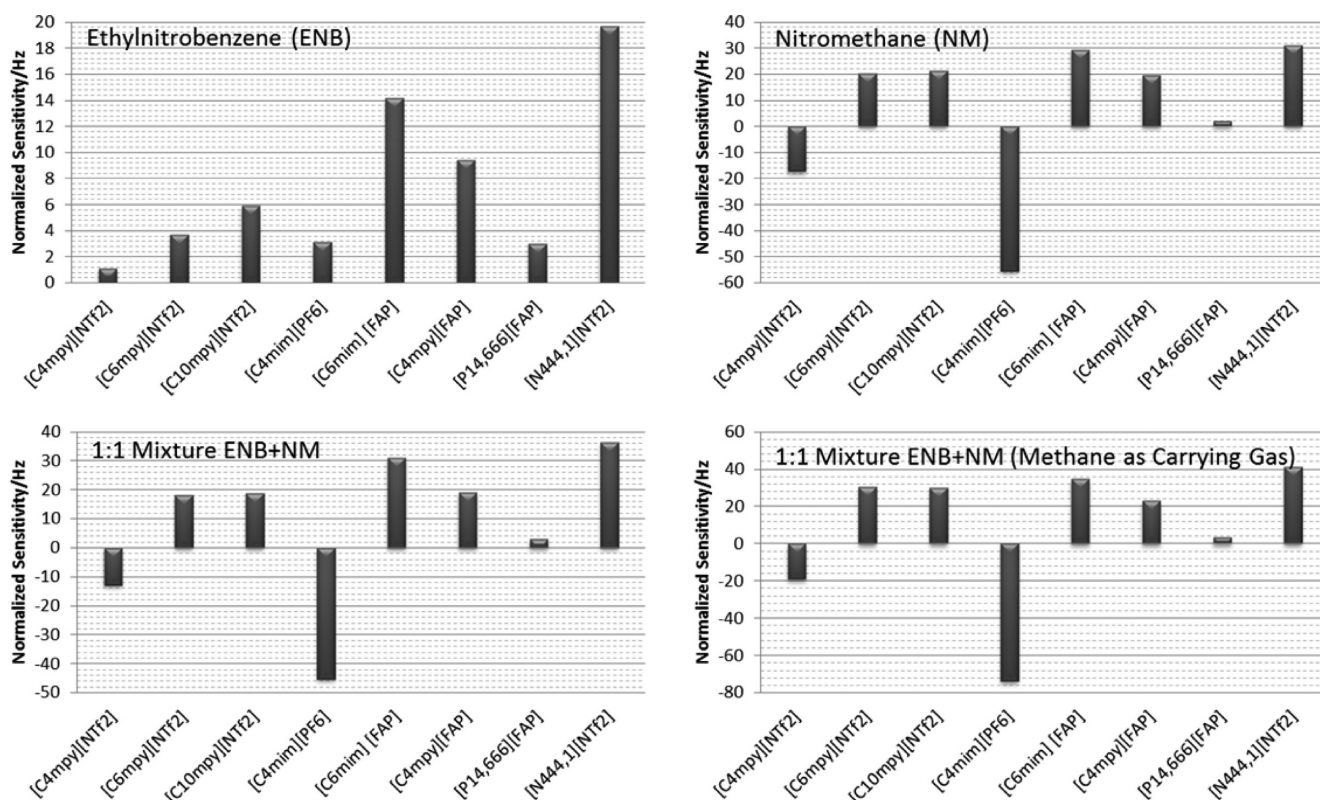 Ethylnitrobenzene (ENB)
Normalized Sensitivity/Hz
20
18
16
14
12
10
8
6
4
2
0
[C4mpy][NTf2]
[C6mpy][NTf2]
[C10mpy][NTf2]
[C4mim][PF6]
[C6mim] [FAP]
[C4mpy][FAP]
[P14,666][FAP]
[N444,1][NTf2]
Nitromethane (NM)
Normalized Sensitivity/Hz
40
30
20
10
0
-10
-20
-30
-40
-50
-60
[C4mpy][NTf2]
[C6mpy][NTf2]
[C10mpy][NTf2]
[C4mim][PF6]
[C6mim] [FAP]
[C4mpy][FAP]
[P14,666][FAP]
[N444,1][NTf2]
1:1 Mixture ENB+NM
Normalized Sensitivity/Hz
40
30
20
10
0
-10
-20
-30
-40
-50
[C4mpy][NTf2]
[C6mpy][NTf2]
[C10mpy][NTf2]
[C4mim][PF6]
[C6mim] [FAP]
[C4mpy][FAP]
[P14,666][FAP]
[N444,1][NTf2]
1:1 Mixture ENB+NM (Methane as Carrying Gas)
Normalized Sensitivity/Hz
60
40
20
0
-20
-40
-60
-80
[C4mpy][NTf2]
[C6mpy][NTf2]
[C10mpy][NTf2]
[C4mim][PF6]
[C6mim] [FAP]
[C4mpy][FAP]
[P14,666][FAP]
[N444,1][NTf2]